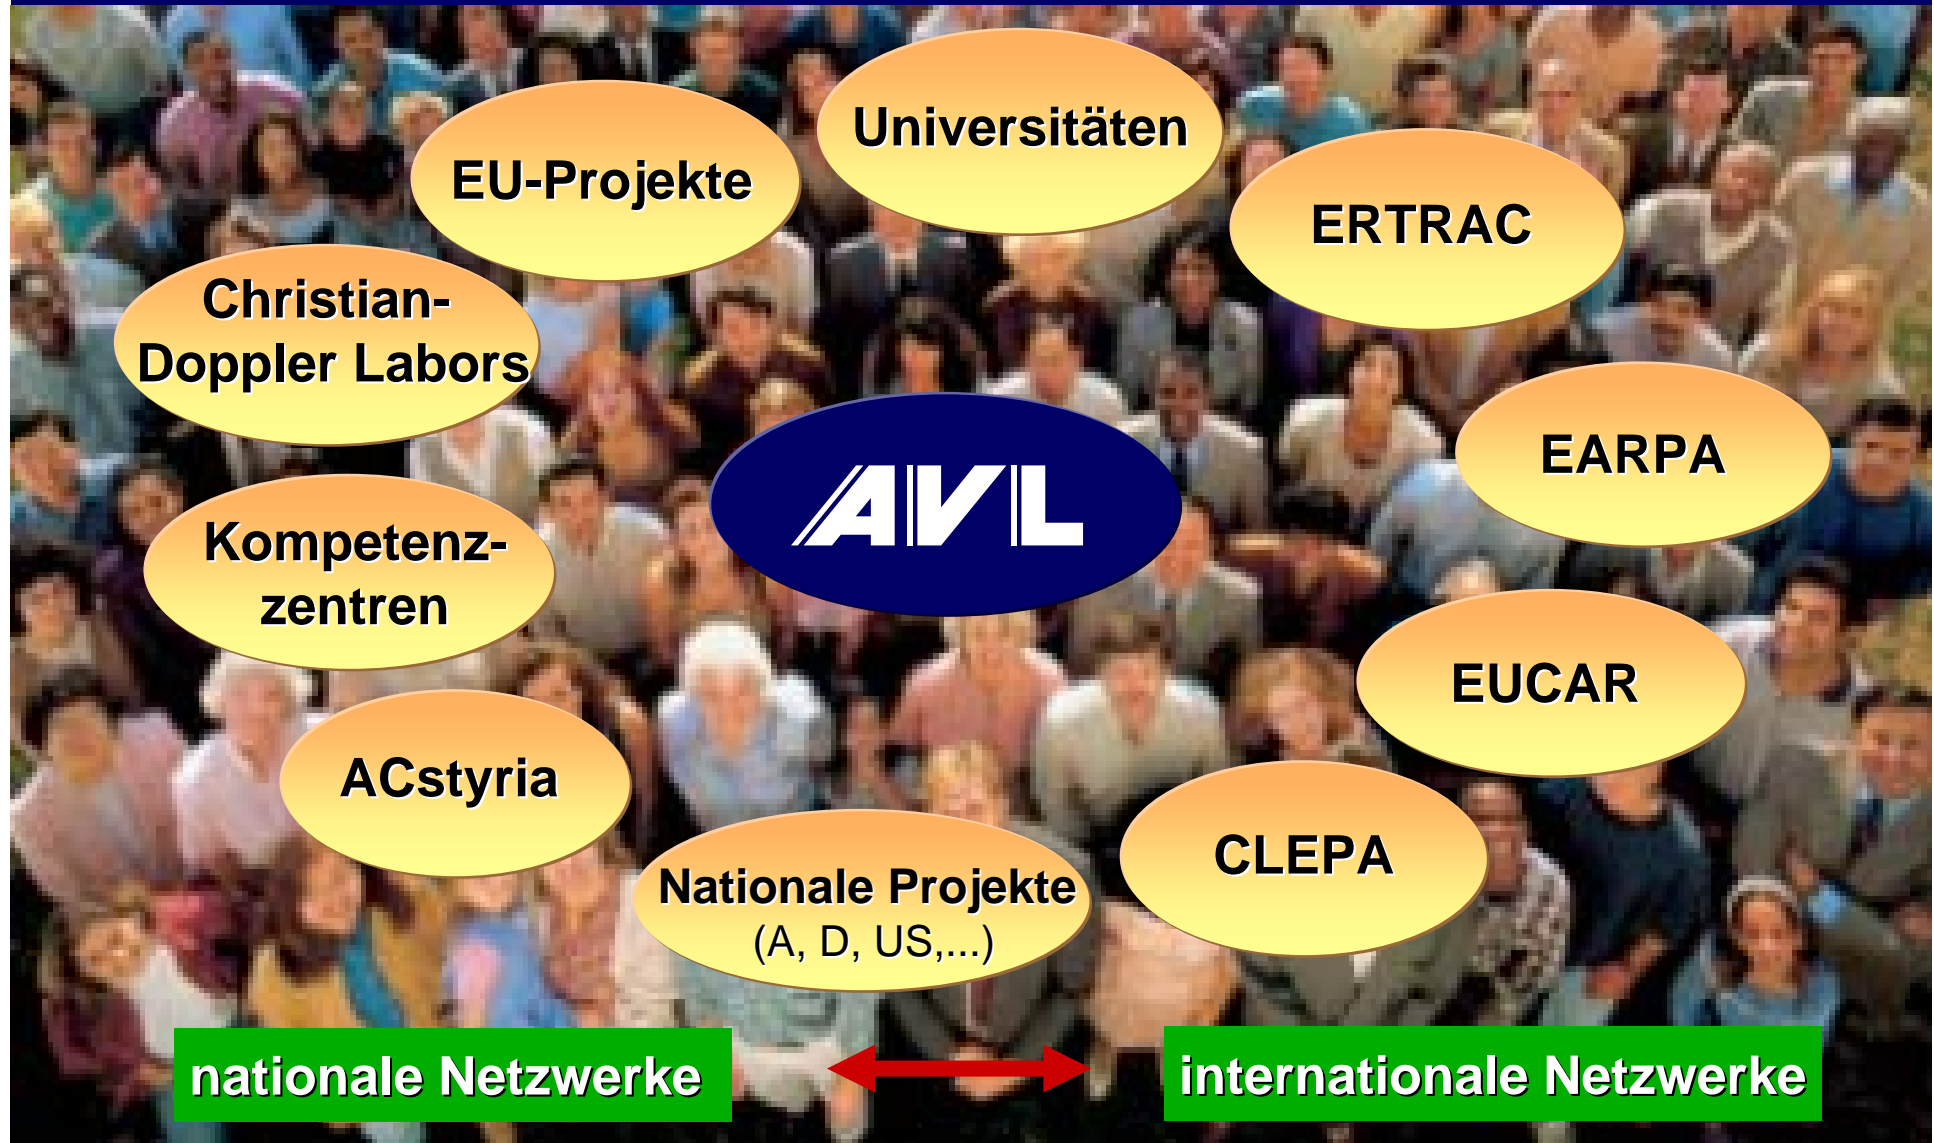 Universitäten
EU-Projekte
ERTRAC
Christian-
Doppler Labors
EARPA
AVL
Kompetenz-
zentren
EUCAR
ACstyria
CLEPA
Nationale Projekte
(A, D, US,...)
nationale Netzwerke
internationale Netzwerke